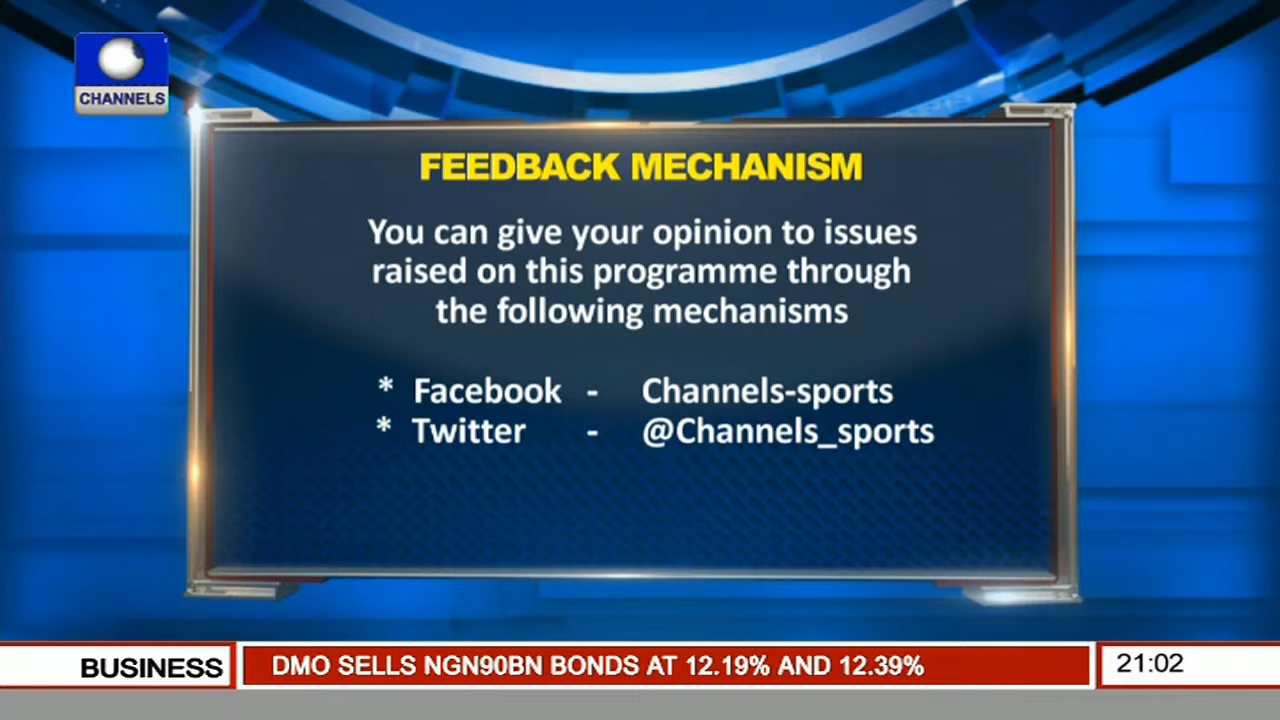 CHANNELS
FEEDBACK MECHANISM
You can give your opinion to issues
raised on this programme through
the following mechanisms
* Facebook - Channels-sports
* Twitter - @Channels_sports
BUSINESS
DMO SELLS NGN90BN BONDS AT 12.19% AND 12.39%
21:02